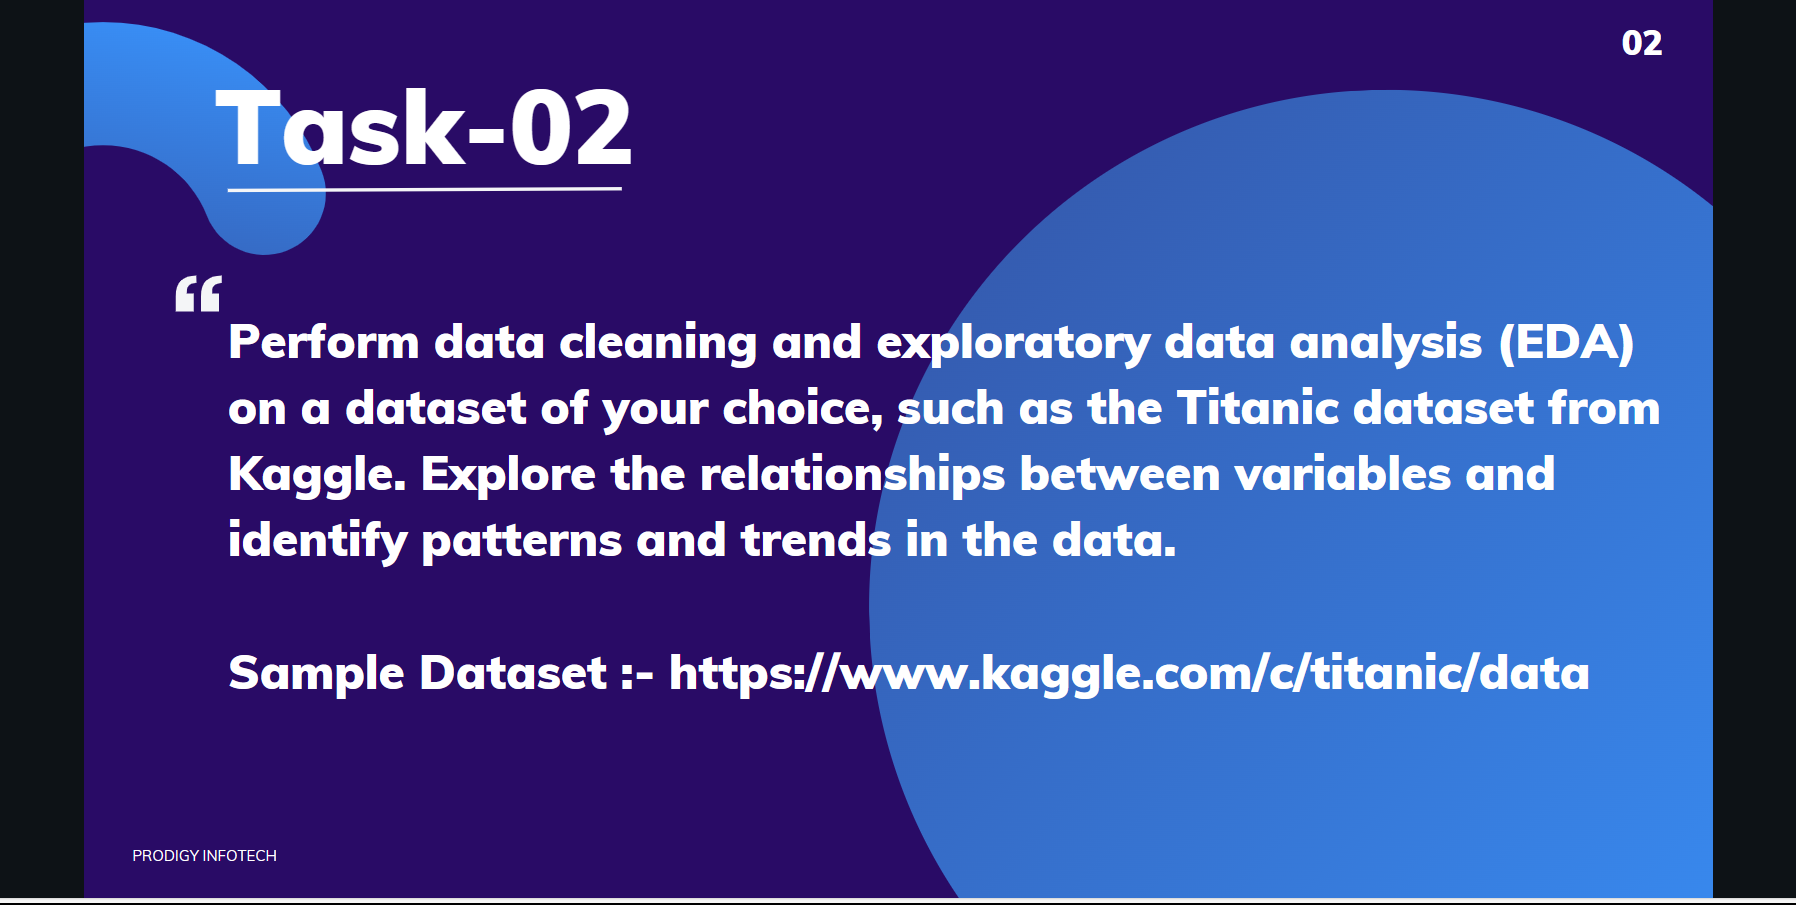 02
Task-02
“
Perform data cleaning and exploratory data analysis (EDA)
on a dataset of your choice, such as the Titanic dataset from
Kaggle. Explore the relationships between variables and
identify patterns and trends in the data.
Sample Dataset :- https://www.kaggle.com/c/titanic/data
PRODIGY INFOTECH